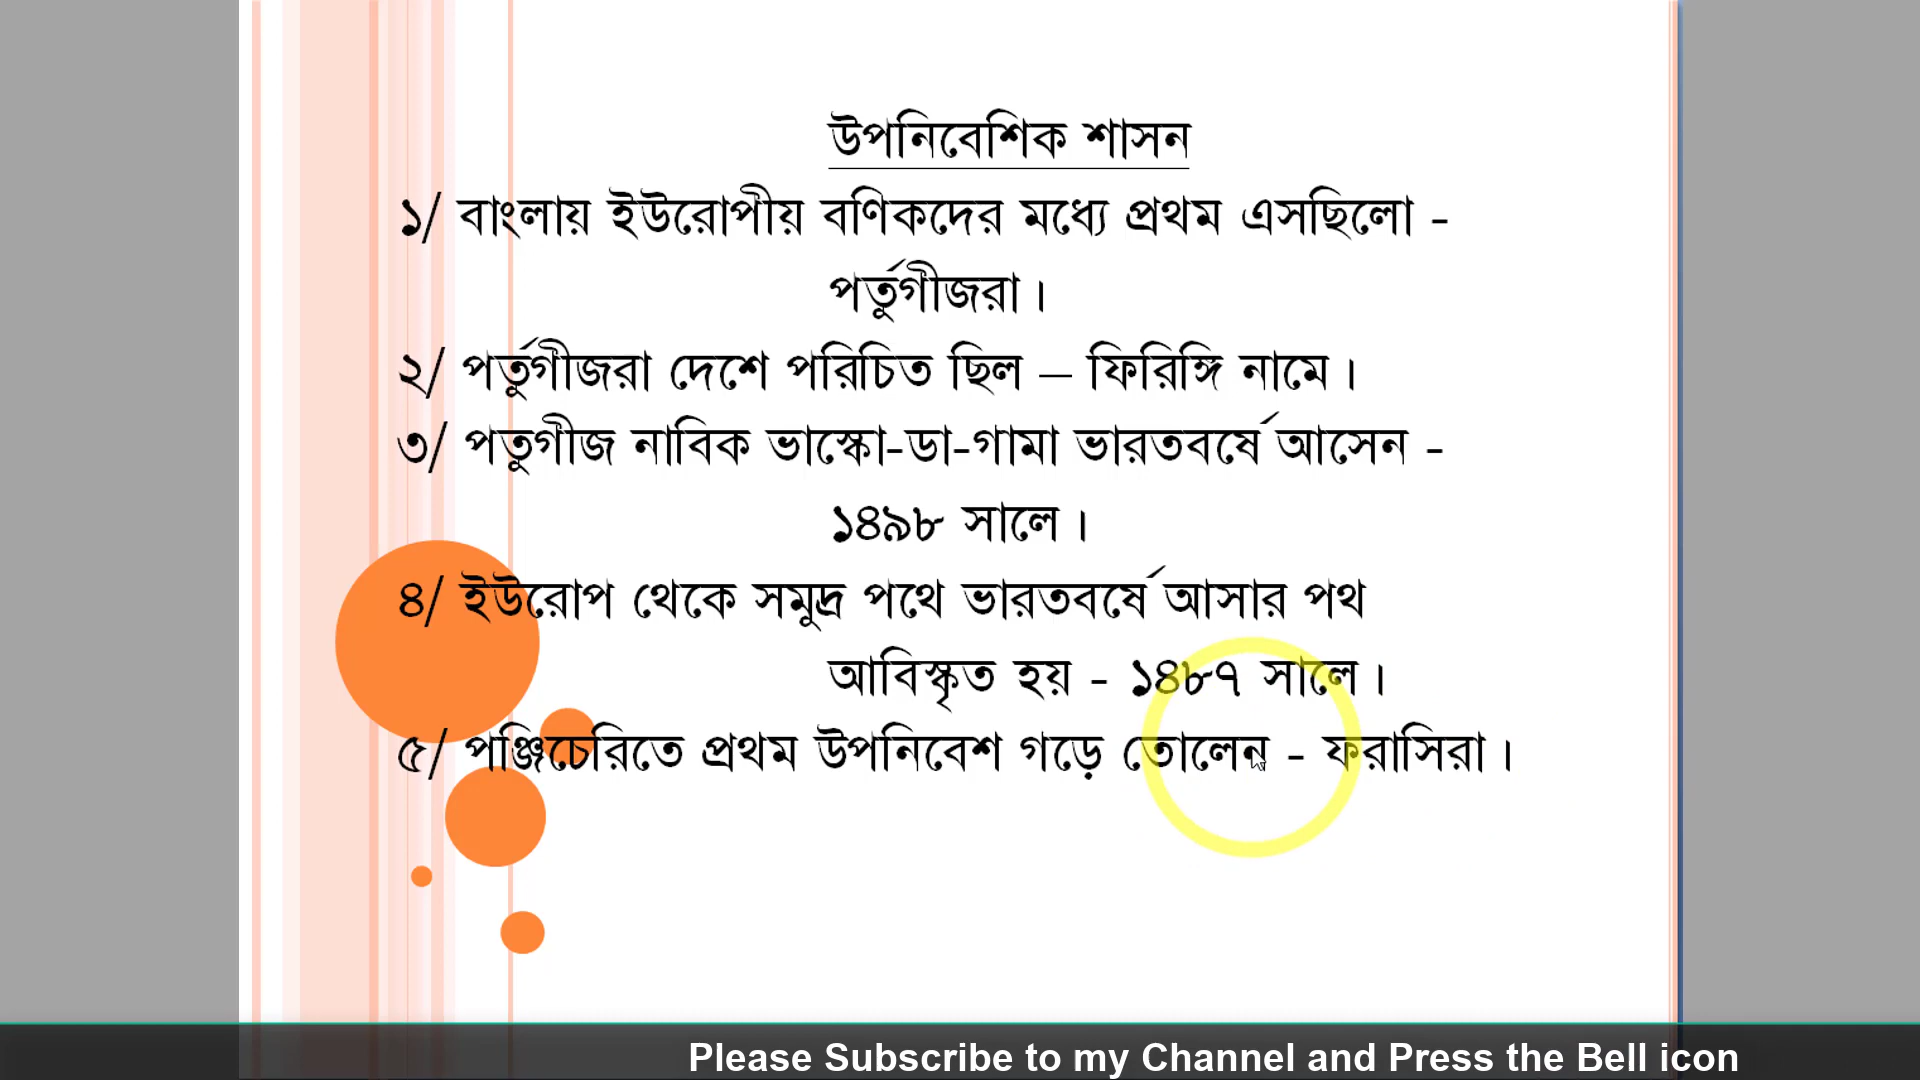 উপনিবেশিক শাসন
১/ বাংলায় ইউরোপীয় বণিকদের মধ্যে প্রথম এসছিলো -
পর্তুগীজরা।
২/ পর্তুগীজরা দেশে পরিচিত ছিল – ফিরিঙ্গি নামে।
৩/ পতুগীজ নাবিক ভাস্কো-ডা-গামা ভারতবর্ষে আসেন -
১৪৯৮ সালে।
৪/ ইউরোপ থেকে সমুদ্র পথে ভারতবর্ষে আসার পথ
আবিস্কৃত হয় - ১৪৮৭ সালে।
৫/ পঞ্জিচেরিতে প্রথম উপনিবেশ গড়ে তোলেন - ফরাসিরা।
Please Subscribe to my Channel and Press the Bell icon